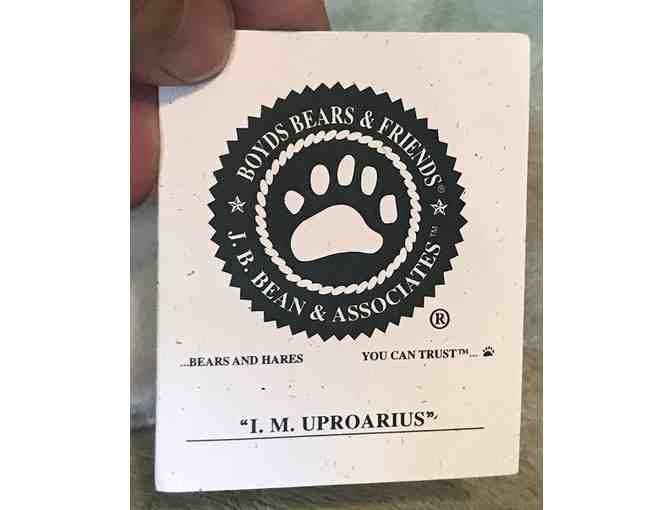 BOYDS BEARS & FRIENDS®
J. B. BEAN & ASSOCIATES™
®
...BEARS AND HARES YOU CAN TRUST™...
"I. M. UPROARIUS"